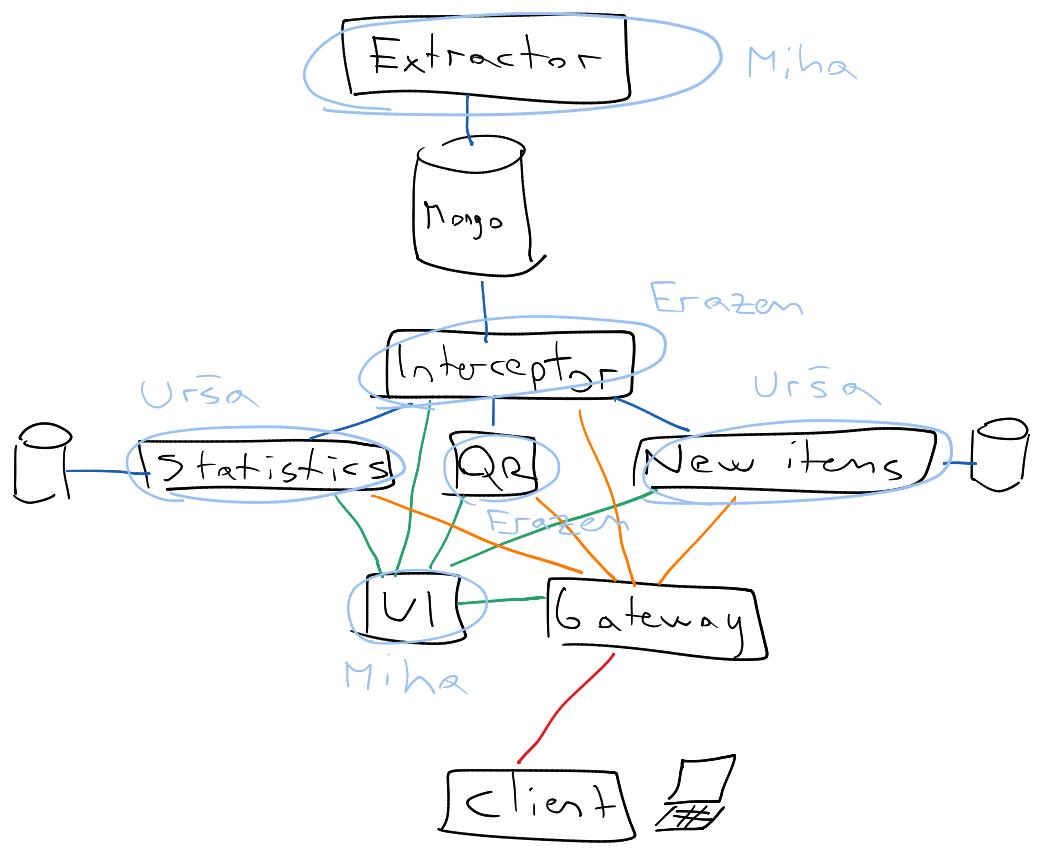 Extractor
Miha
Mongo
Erazem
Interceptor
Urša
Urša
Statistics
QR
New items
Erazem
UI
Gateway
Miha
Client